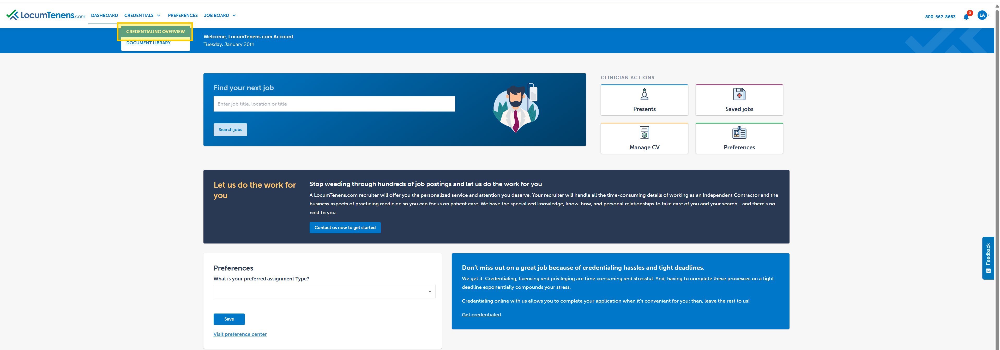 LocumTenens.com
DASHBOARD
CREDENTIALS
PREFERENCES
JOB BOARD
800-562-8663
0
LA
CREDENTIALING OVERVIEW
DOCUMENT LIBRARY
Welcome, LocumTenens.com Account
Tuesday, January 20th
Find your next job
Enter job title, location or title
Search jobs
CLINICIAN ACTIONS
Presents
Saved jobs
Manage CV
Preferences
Let us do the work for
you
Stop weeding through hundreds of job postings and let us do the work for you
A LocumTenens.com recruiter will offer you the personalized service and attention you deserve. Your recruiter will handle all the time-consuming details of working as an Independent Contractor and the
business aspects of practicing medicine so you can focus on patient care. We have the specialized knowledge, know-how, and personal relationships to take care of you and your search - and there's no
cost to you.
Contact us now to get started
Preferences
What is your preferred assignment Type?
Save
Visit preference center
Don't miss out on a great job because of credentialing hassles and tight deadlines.
We get it. Credentialing, licensing and privileging are time consuming and stressful. And, having to complete these processes on a tight
deadline exponentially compounds your stress.
Credentialing online with us allows you to complete your application when it's convenient for you; then, leave the rest to us!
Get credentialed
Feedback